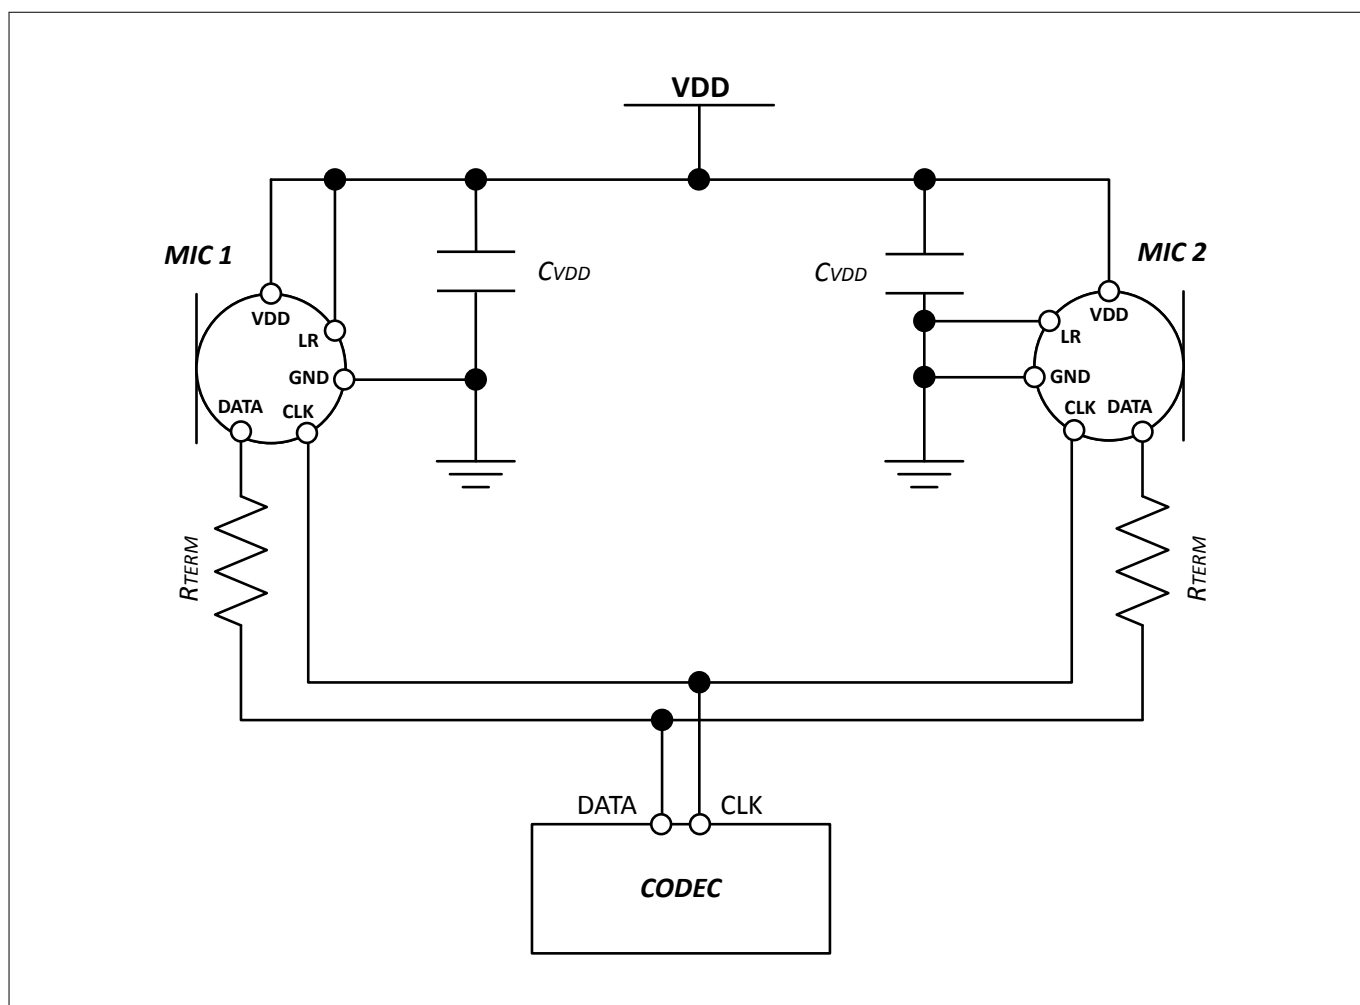 VDD
MIC 1
CVDD
CVDD
MIC 2
VDD
LR
GND
DATA
CLK
VDD
LR
GND
CLK
DATA
RTERM
RTERM
DATA
CLK
CODEC